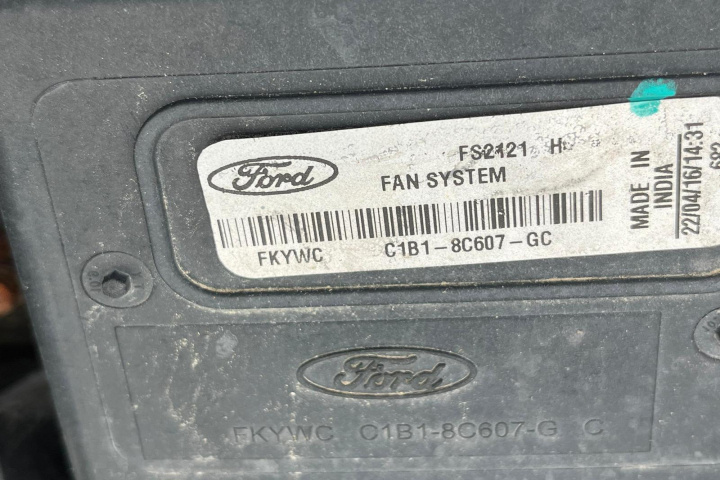 FS2121 H
Ford
FAN SYSTEM
FKYWC C1B1-8C607-GC
MADE IN
INDIA
22/04/16/14:31
Ford
FKYWC C1B1-8C607-G C